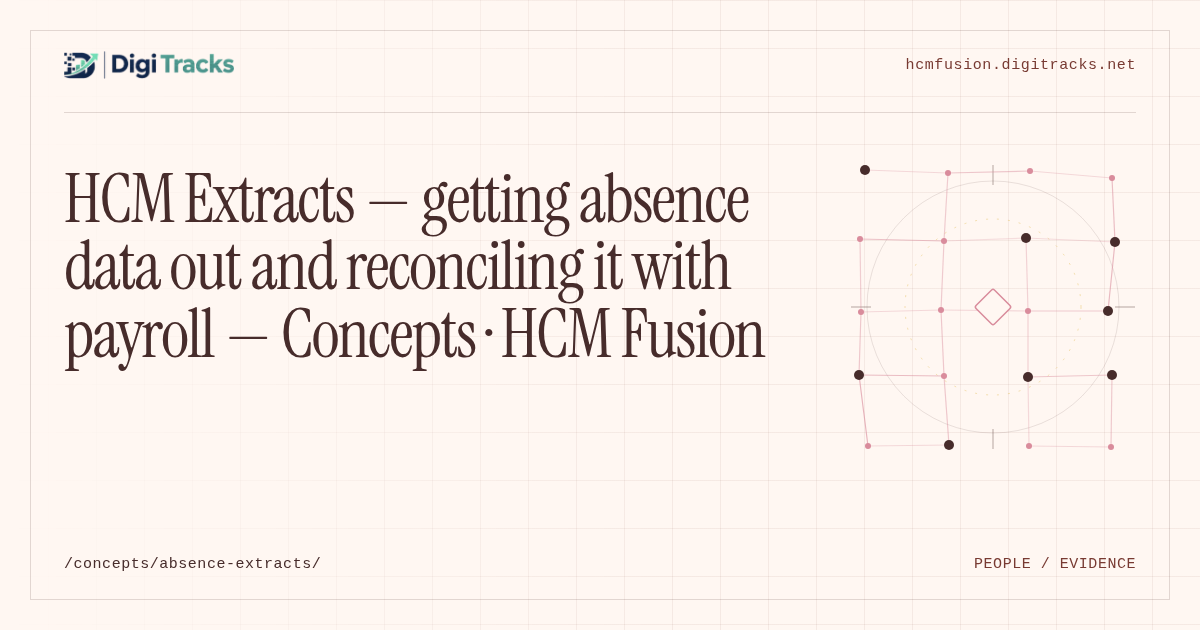 Digi Tracks
hcmfusion.digitracks.net
HCM Extracts — getting absence
data out and reconciling it with
payroll — Concepts · HCM Fusion
/concepts/absence-extracts/
PEOPLE / EVIDENCE